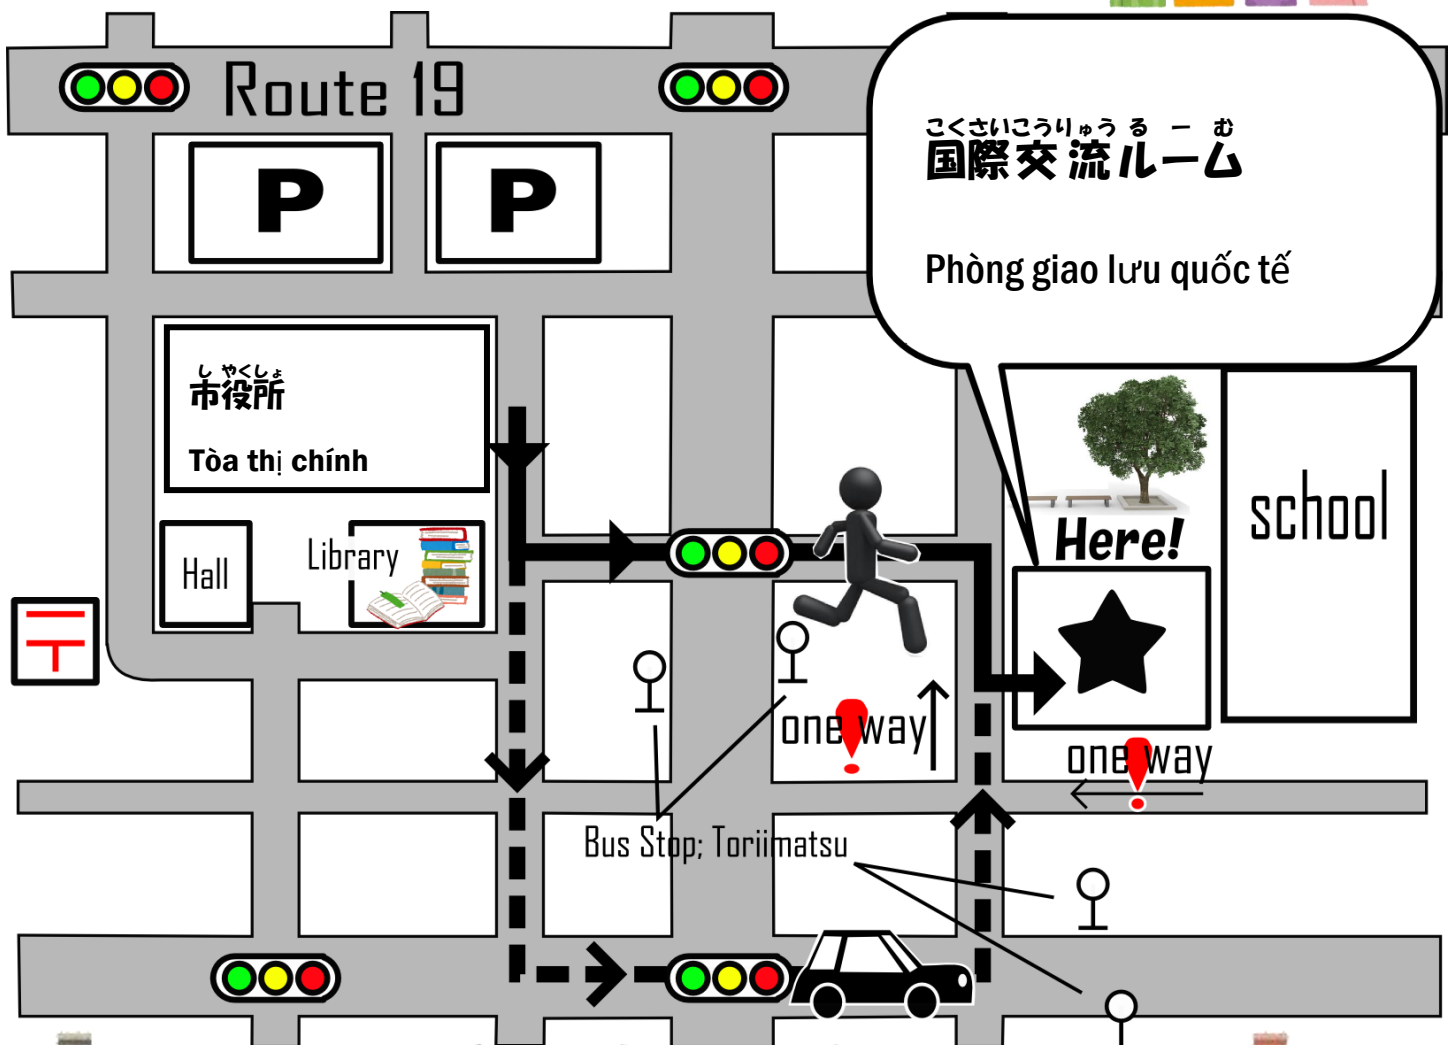 Route 19
P
P
こくさいこうりゅうるーむ
国際交流ルーム
Phòng giao lưu quốc tế
しやくしょ
市役所
Tòa thị chính
Hall
Library
〒
Here!
school
one way
one way
Bus Stop; Toriimatsu